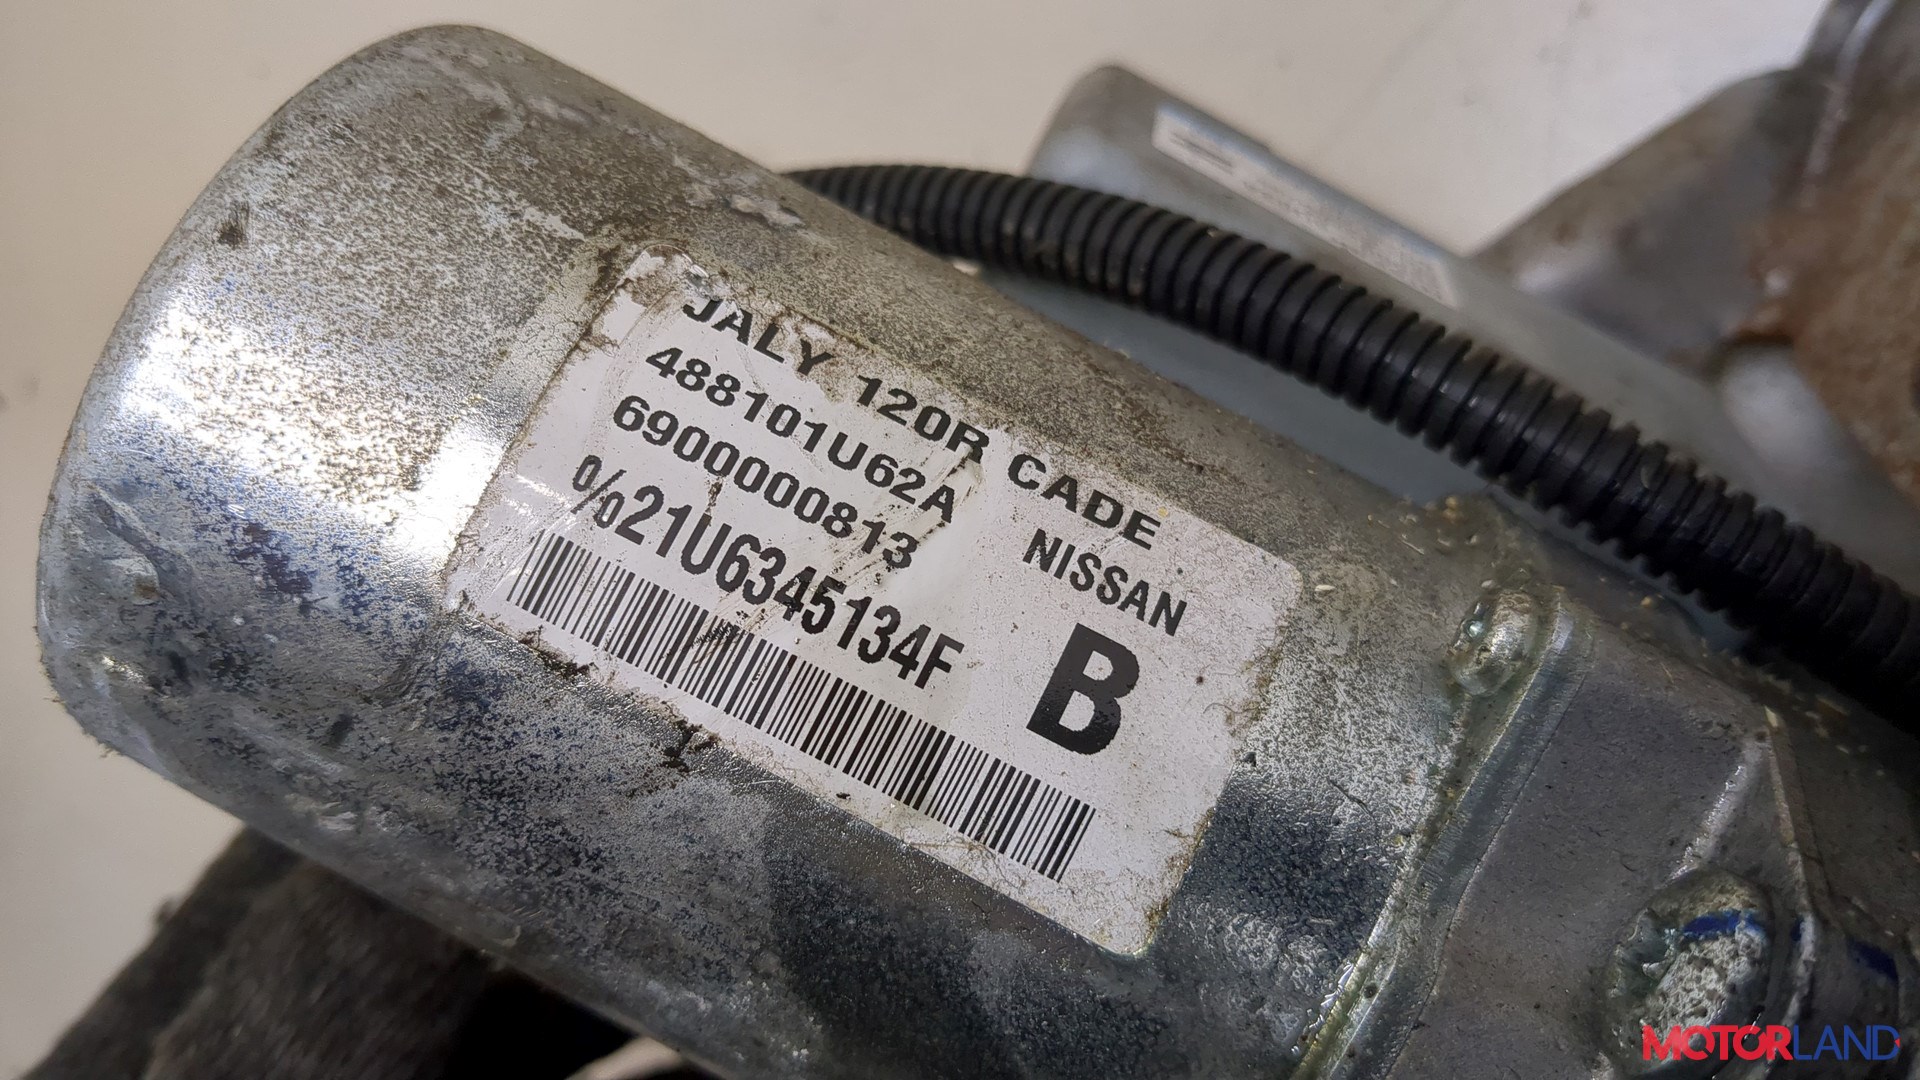 JALY 120R CADE
488101U62A
NISSAN
6900000813
%21U6345134F
B
MOTORLAND